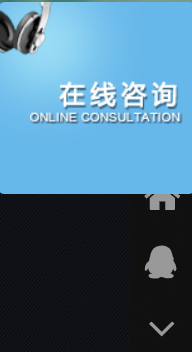 在线咨询
ONLINE CONSULTATION